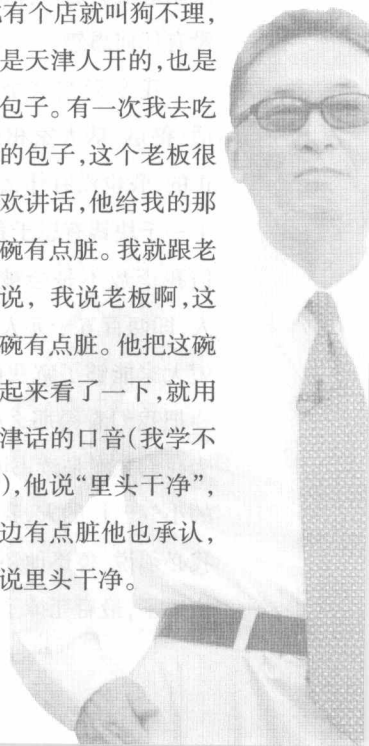 有个店就叫狗不理，
是天津人开的，也是
包子。有一次我去吃
的包子，这个老板很
欢讲话，他给我的那
碗有点脏。我就跟老
说，我说老板啊，这
碗有点脏。他把这碗
起来看了一下，就用
津话的口音（我学不
），他说“里头干净”，
边有点脏他也承认，
说里头干净。